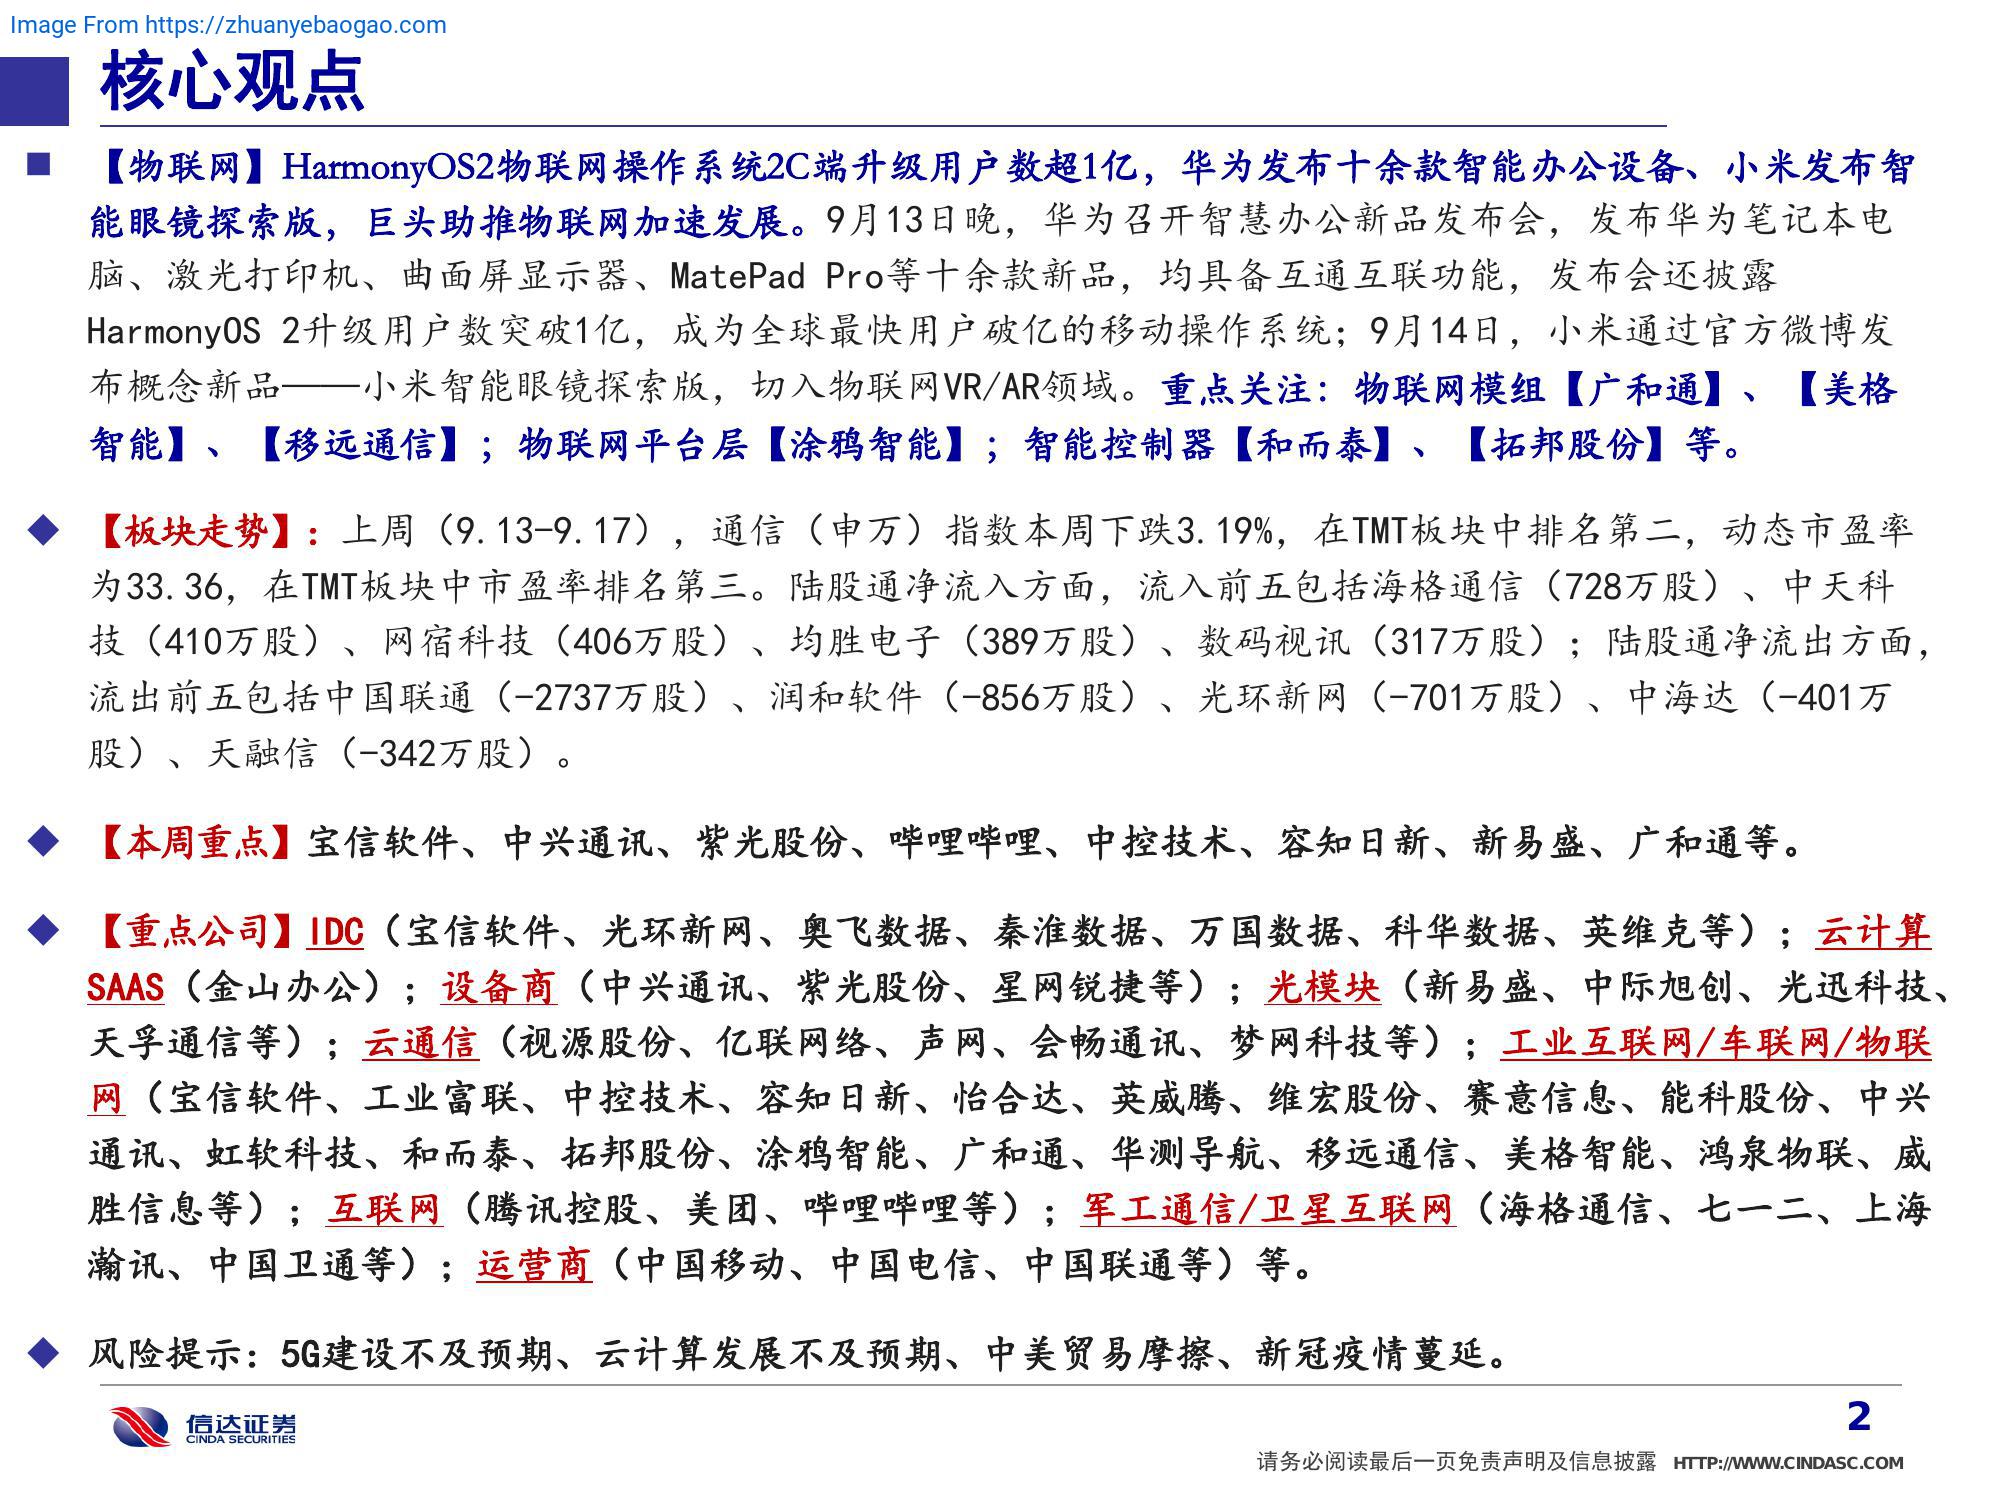 Image From https://zhuanyebaogao.com
核心观点
【物联网】HarmonyOS2物联网操作系统2C端升级用户数超1亿，华为发布十余款智能办公设备、小米发布智
能眼镜探索版，巨头助推物联网加速发展。9月13日晚，华为召开智慧办公新品发布会，发布华为笔记本电
脑、激光打印机、曲面屏显示器、MatePad Pro等十余款新品，均具备互通互联功能，发布会还披露
HarmonyOS 2升级用户数突破1亿，成为全球最快用户破亿的移动操作系统；9月14日，小米通过官方微博发
布概念新品——小米智能眼镜探索版，切入物联网VR/AR领域。重点关注：物联网模组【广和通】、【美格
智能】、【移远通信】；物联网平台层【涂鸦智能】；智能控制器【和而泰】、【拓邦股份】等。
【板块走势】：上周（9.13-9.17），通信（申万）指数本周下跌3.19%，在TMT板块中排名第二，动态市盈率
为33.36，在TMT板块中市盈率排名第三。陆股通净流入方面，流入前五包括海格通信（728万股）、中天科
技（410万股）、网宿科技（406万股）、均胜电子（389万股）、数码视讯（317万股）；陆股通净流出方面，
流出前五包括中国联通（-2737万股）、润和软件（-856万股）、光环新网（-701万股）、中海达（-401万
股）、天融信（-342万股）。
【本周重点】宝信软件、中兴通讯、紫光股份、哔哩哔哩、中控技术、容知日新、新易盛、广和通等。
【重点公司】IDC（宝信软件、光环新网、奥飞数据、秦淮数据、万国数据、科华数据、英维克等）；云计算
SAAS（金山办公）；设备商（中兴通讯、紫光股份、星网锐捷等）；光模块（新易盛、中际旭创、光迅科技、
天孚通信等）；云通信（视源股份、亿联网络、声网、会畅通讯、梦网科技等）；工业互联网/车联网/物联
网（宝信软件、工业富联、中控技术、容知日新、怡合达、英威腾、维宏股份、赛意信息、能科股份、中兴
通讯、虹软科技、和而泰、拓邦股份、涂鸦智能、广和通、华测导航、移远通信、美格智能、鸿泉物联、威
胜信息等）；互联网（腾讯控股、美团、哔哩哔哩等）；军工通信/卫星互联网（海格通信、七一二、上海
瀚讯、中国卫通等）；运营商（中国移动、中国电信、中国联通等）等。
风险提示：5G建设不及预期、云计算发展不及预期、中美贸易摩擦、新冠疫情蔓延。
信达证券
CINDA SECURITIES
2
请务必阅读最后一页免责声明及信息披露 HTTP://WWW.CINDASC.COM